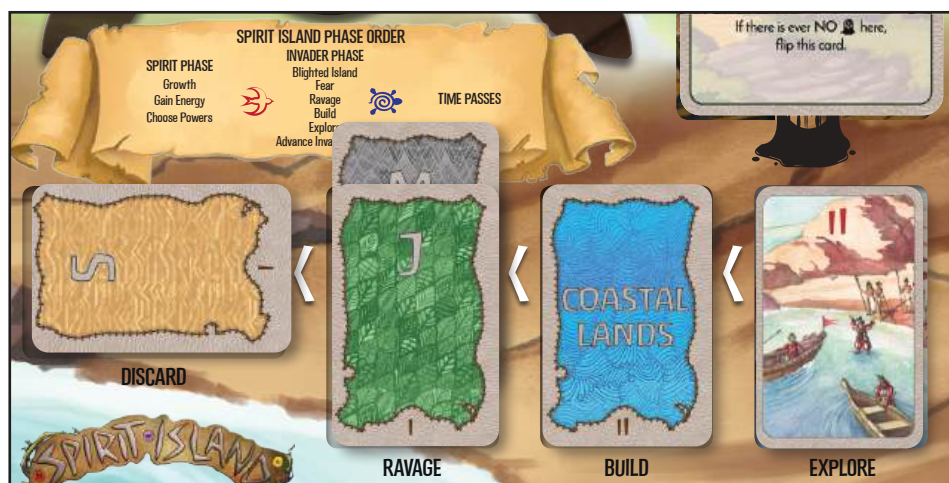 SPIRIT ISLAND PHASE ORDER
SPIRIT PHASE
Growth
Gain Energy
Choose Powers
INVADER PHASE
Blighted Island
Fear
Ravage
Build
Explore
Advance
TIME PASSES
If there is ever NO here,
flip this card.
S
I
DISCARD
M
J
I
RAVAGE
COASTAL
LANDS
II
BUILD
II
EXPLORE
SPIRIT ISLAND